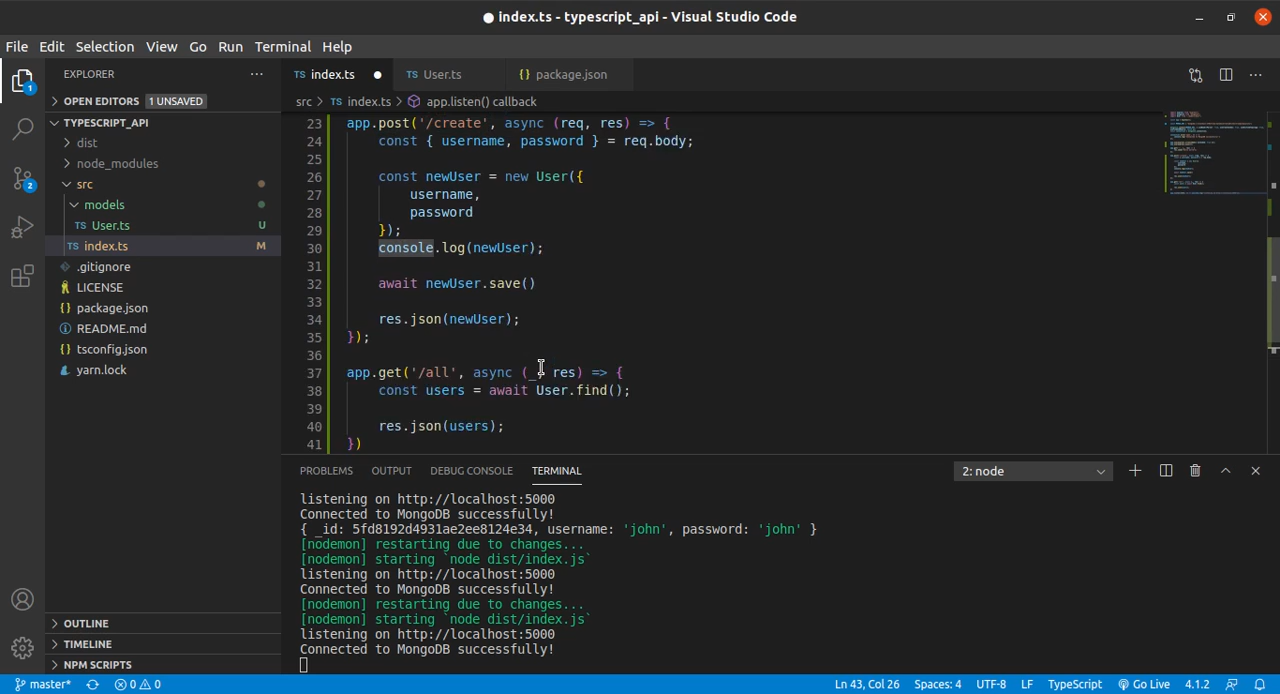 ● index.ts - typescript_api - Visual Studio Code
File Edit Selection View Go Run Terminal Help
EXPLORER
OPEN EDITORS 1 UNSAVED
TYPESCRIPT_API
dist
node_modules
src
models
TS User.ts U
TS index.ts M
.gitignore
LICENSE
{} package.json
README.md
{} tsconfig.json
yarn.lock
OUTLINE
TIMELINE
NPM SCRIPTS
1
2
TS index.ts ●
TS User.ts
{} package.json
src > TS index.ts > app.listen() callback
23 app.post('/create', async (req, res) => {
24 const { username, password } = req.body;
25
26 const newUser = new User({
27 username,
28 password
29 });
30 console.log(newUser);
31
32 await newUser.save()
33
34 res.json(newUser);
35 });
36
37 app.get('/all', async (_, res) => {
38 const users = await User.find();
39
40 res.json(users);
41 })
PROBLEMS OUTPUT DEBUG CONSOLE TERMINAL 2: node
listening on http://localhost:5000
Connected to MongoDB successfully!
{ _id: 5fd8192d4931ae2ee8124e34, username: 'john', password: 'john' }
[nodemon] restarting due to changes...
[nodemon] starting `node dist/index.js`
listening on http://localhost:5000
Connected to MongoDB successfully!
[nodemon] restarting due to changes...
[nodemon] starting `node dist/index.js`
listening on http://localhost:5000
Connected to MongoDB successfully!
master* 0 0 Ln 43, Col 26 Spaces: 4 UTF-8 LF TypeScript Go Live 4.1.2